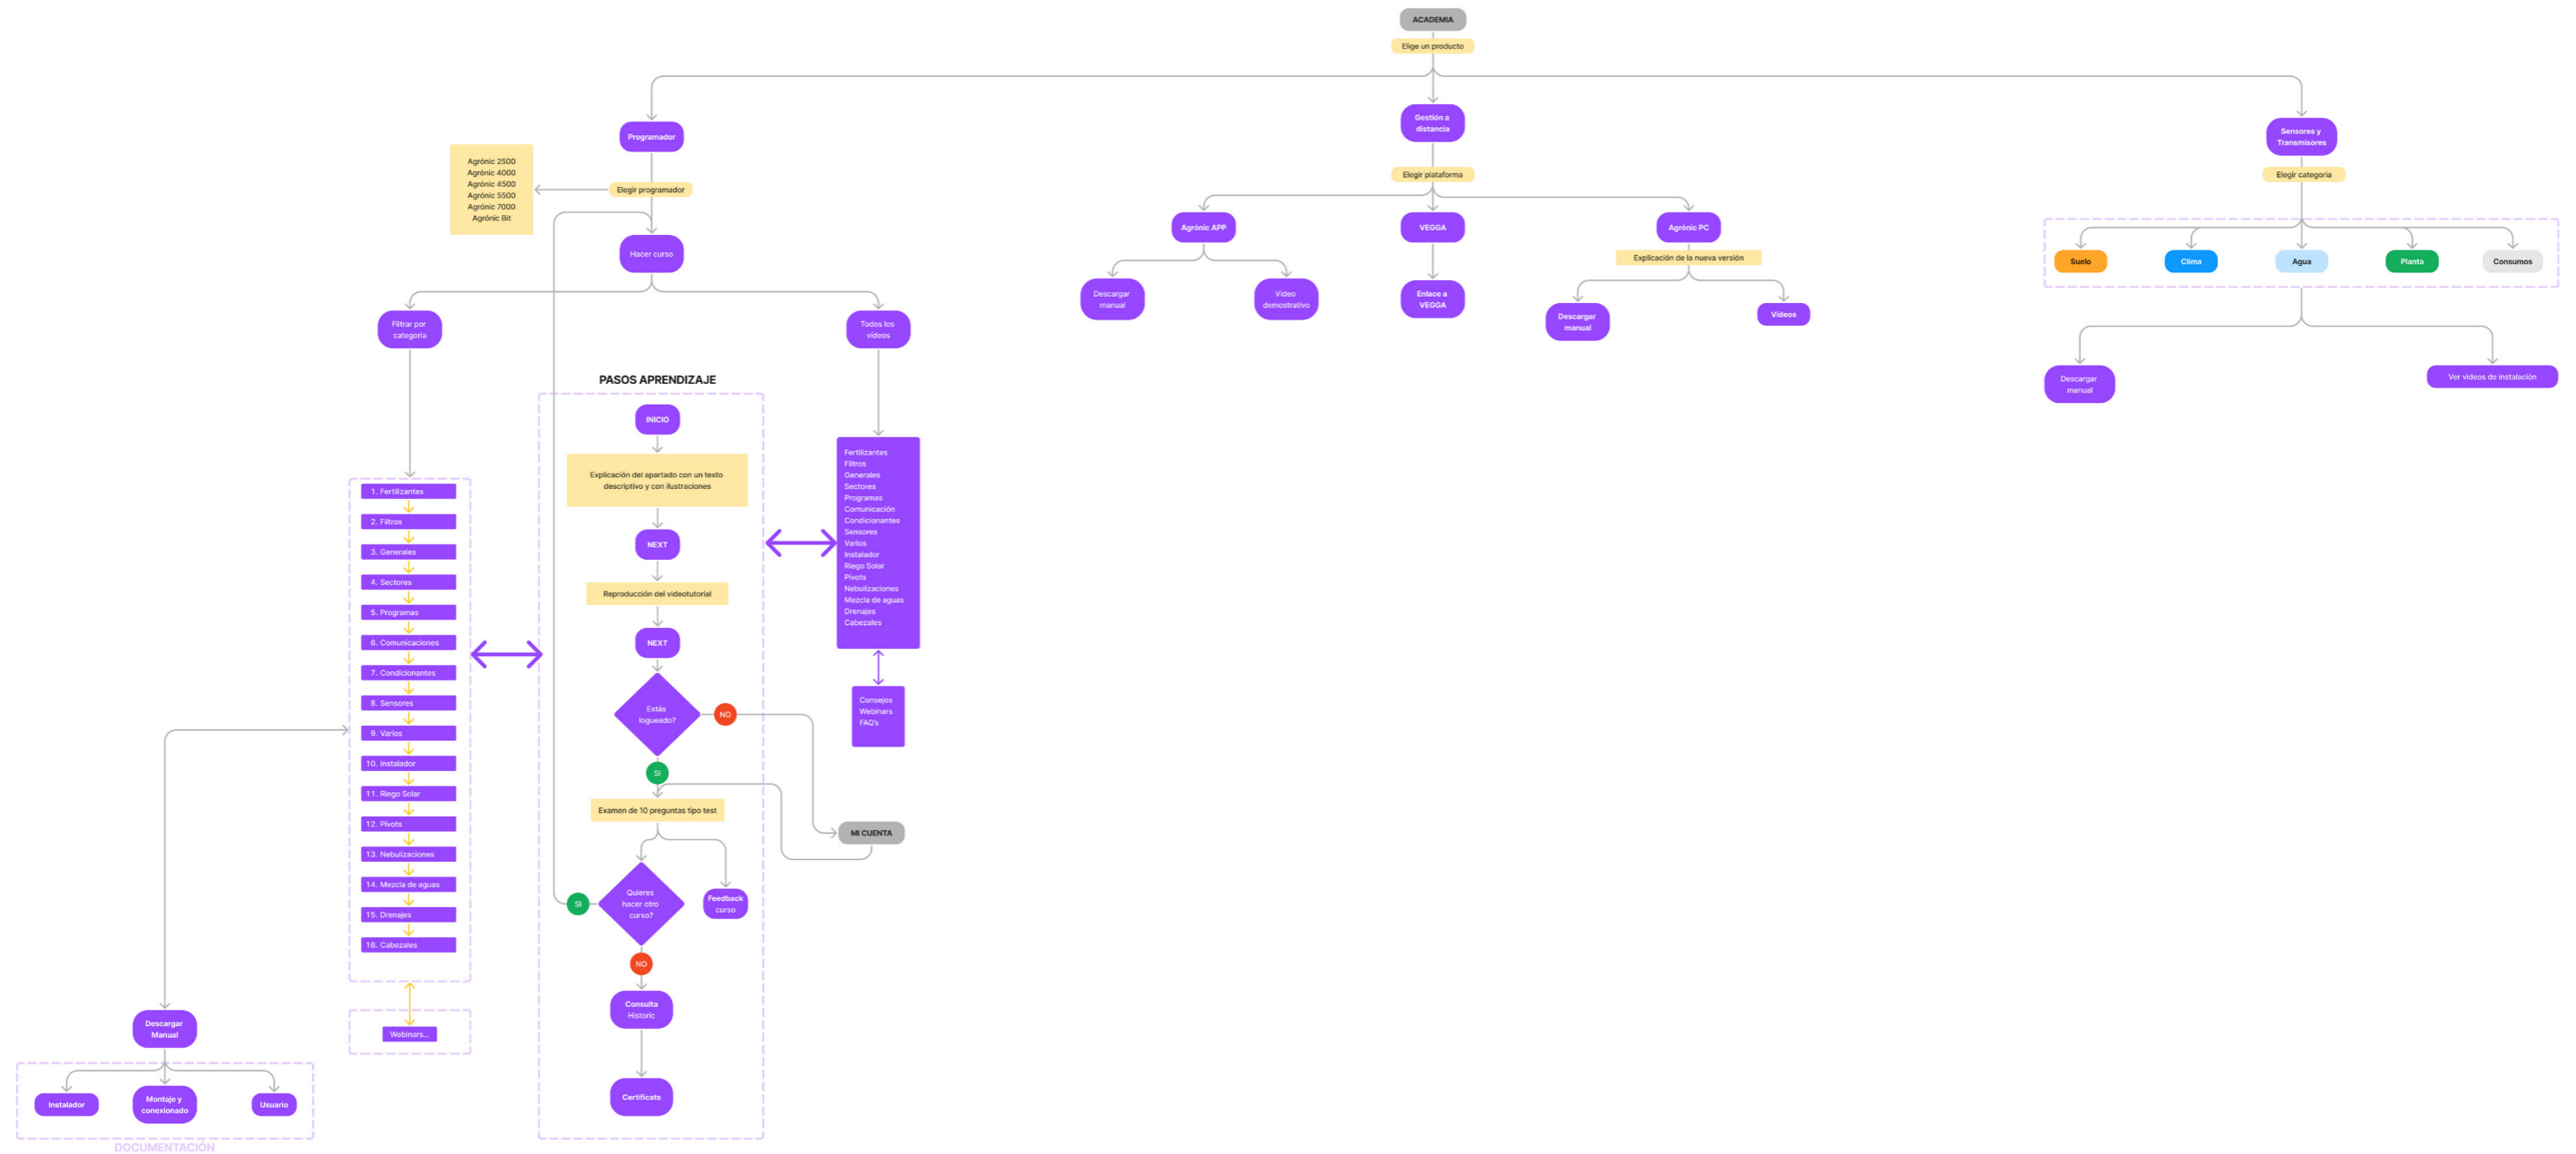 ACADEMIA
Elige un producto
Programador
Agrónic 2500
Agrónic 4000
Agrónic 4500
Agrónic 5500
Agrónic 7000
Agrónic Bit
Elegir programador
Hacer curso
Filtrar por
categoría
Todos los
vídeos
1. Fertilizantes
2. Filtros
3. Generales
4. Sectores
5. Programas
6. Comunicaciones
7. Condicionantes
8. Sensores
9. Varios
10. Instalador
11. Riego Solar
12. Pivots
13. Nebulizaciones
14. Mezcla de aguas
15. Drenajes
16. Cabezales
Webinars...
Descargar
Manual
Instalador
Montaje y
conexionado
Usuario
DOCUMENTACIÓN
PASOS APRENDIZAJE
INICIO
Explicación del apartado con un texto
descriptivo y con ilustraciones
NEXT
Reproducción del videotutorial
NEXT
Estás
logueado?
NO
SI
Examen de 10 preguntas tipo test
MI CUENTA
Quieres
hacer otro
curso?
SI
Feedback
curso
NO
Consulta
Historic
Certificats
Fertilizantes
Filtros
Generales
Sectores
Programas
Comunicación
Condicionantes
Sensores
Varios
Instalador
Riego Solar
Pivots
Nebulizaciones
Mezcla de aguas
Drenajes
Cabezales
Consejos
Webinars
FAQ's
Gestión a
distancia
Elegir plataforma
Agrónic APP
Descargar
manual
Video
demostrativo
VEGGA
Enlace a
VEGGA
Agrónic PC
Explicación de la nueva versión
Descargar
manual
Vídeos
Sensores y
Transmisores
Elegir categoria
Suelo
Clima
Agua
Planta
Consumos
Descargar
manual
Ver videos de instalación